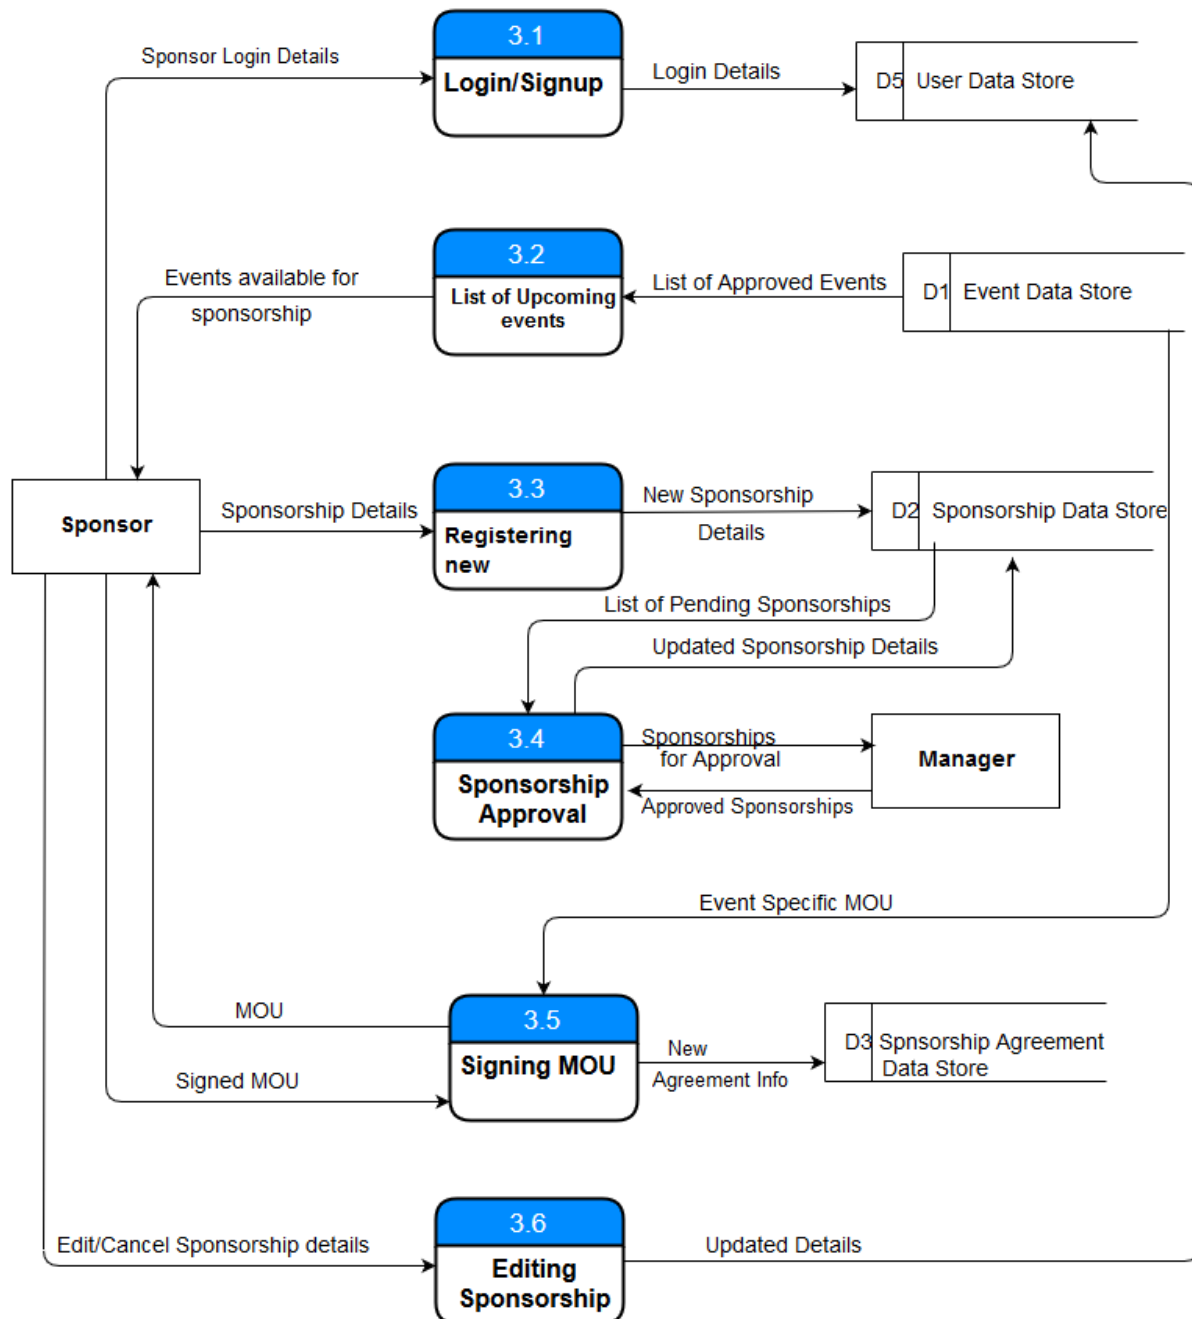 3.1
Sponsor Login Details
Login/Signup
Login Details
D5 User Data Store
3.2
Events available for
sponsorship
List of Upcoming
events
List of Approved Events
D1 Event Data Store
3.3
Sponsor
Sponsorship Details
Registering
new
New Sponsorship
Details
D2 Sponsorship Data Store
List of Pending Sponsorships
Updated Sponsorship Details
3.4
Sponsorship
Approval
Sponsorships
for Approval
Approved Sponsorships
Manager
Event Specific MOU
MOU
3.5
Signing MOU
Signed MOU
New
Agreement Info
D3 Spnsorship Agreement
Data Store
3.6
Edit/Cancel Sponsorship details
Editing
Sponsorship
Updated Details